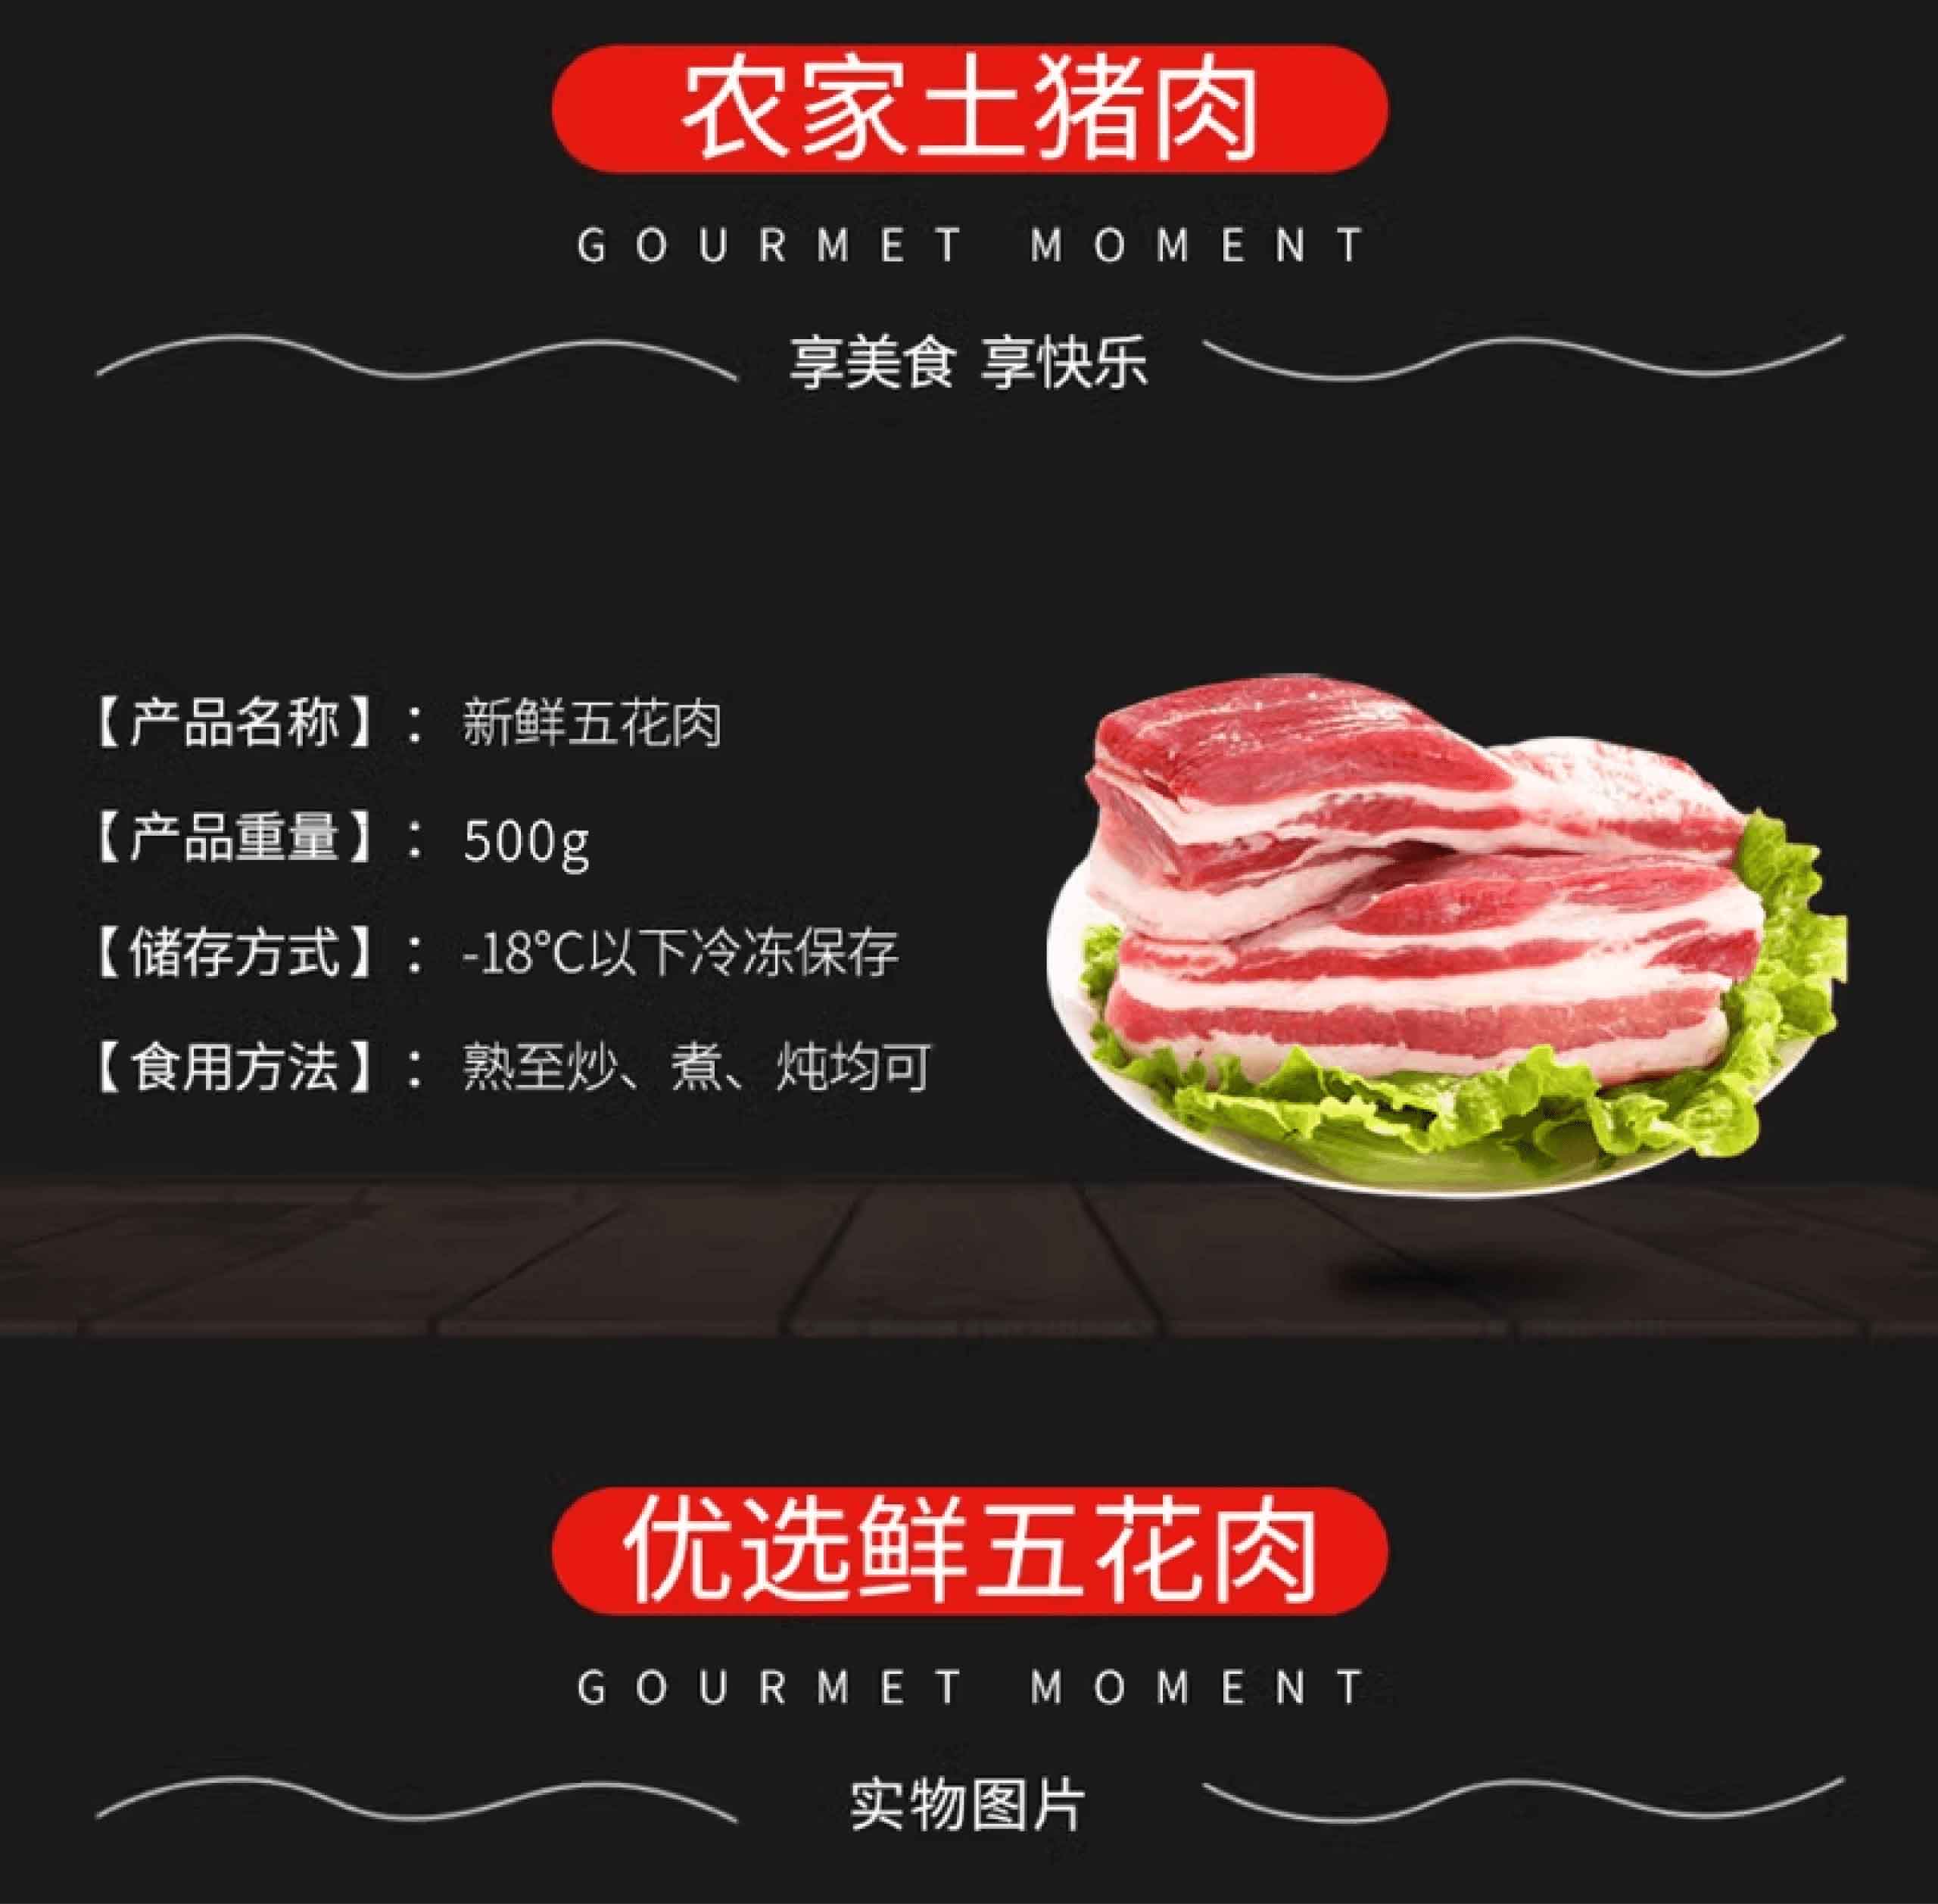 农家土猪肉
GOURMET MOMENT
享美食 享快乐
【产品名称】：新鲜五花肉
【产品重量】：500g
【储存方式】：-18°C以下冷冻保存
【食用方法】：熟至炒、煮、炖均可
优选鲜五花肉
GOURMET MOMENT
实物图片